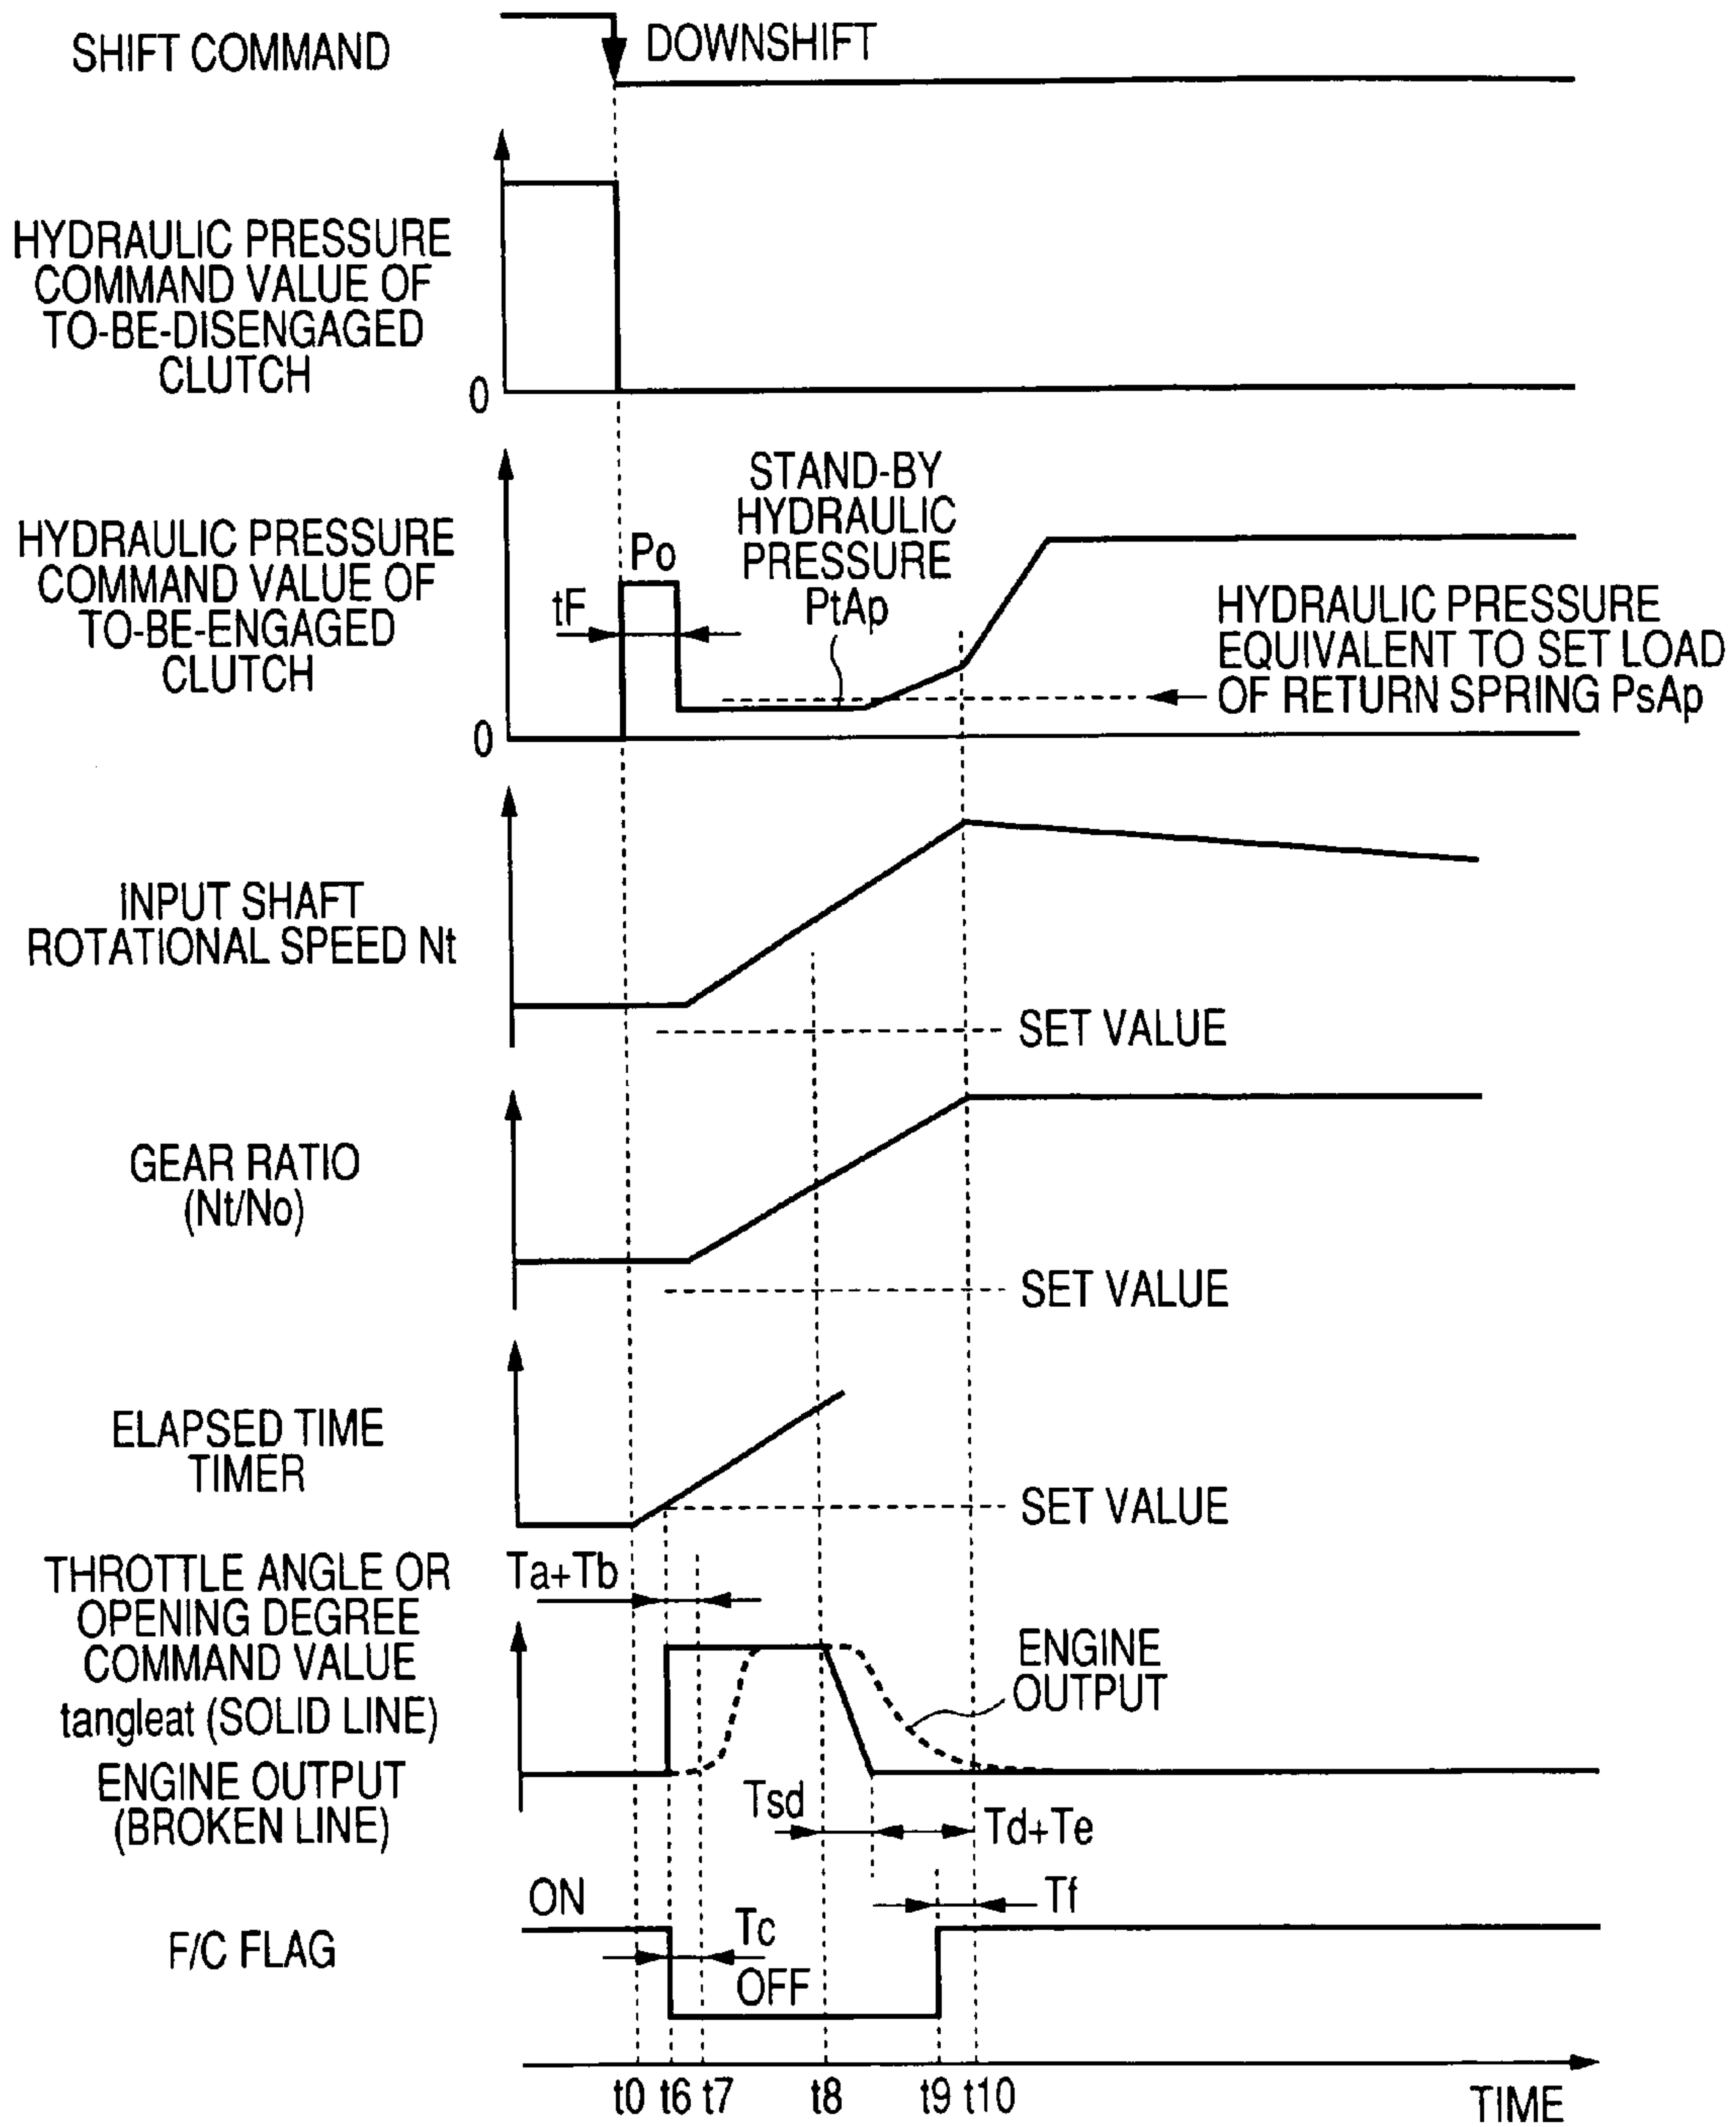 SHIFT COMMAND
DOWNSHIFT
HYDRAULIC PRESSURE
COMMAND VALUE OF
TO-BE-DISENGAGED
CLUTCH
0
HYDRAULIC PRESSURE
COMMAND VALUE OF
TO-BE-ENGAGED
CLUTCH
0
tF
Po
STAND-BY
HYDRAULIC
PRESSURE
PtAp
HYDRAULIC PRESSURE
EQUIVALENT TO SET LOAD
OF RETURN SPRING PsAp
INPUT SHAFT
ROTATIONAL SPEED Nt
SET VALUE
GEAR RATIO
(Nt/No)
SET VALUE
ELAPSED TIME
TIMER
SET VALUE
THROTTLE ANGLE OR
OPENING DEGREE
COMMAND VALUE
tangleat (SOLID LINE)
ENGINE OUTPUT
(BROKEN LINE)
Ta+Tb
ENGINE
OUTPUT
Tsd
Td+Te
F/C FLAG
ON
Tc
OFF
Tf
t0 t6 t7 t8 t9 t10
TIME